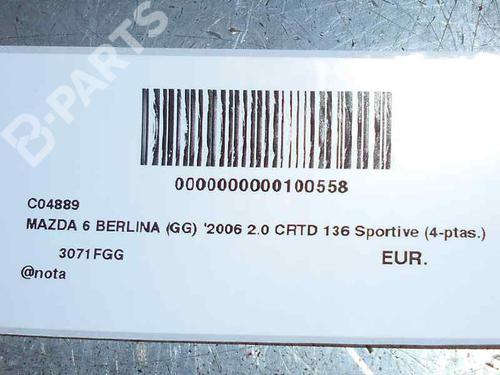 B-PARTS
0000000000100558
C04889
MAZDA 6 BERLINA (GG) '2006 2.0 CRTD 136 Sportive (4-ptas.)
3071FGG EUR.
@nota